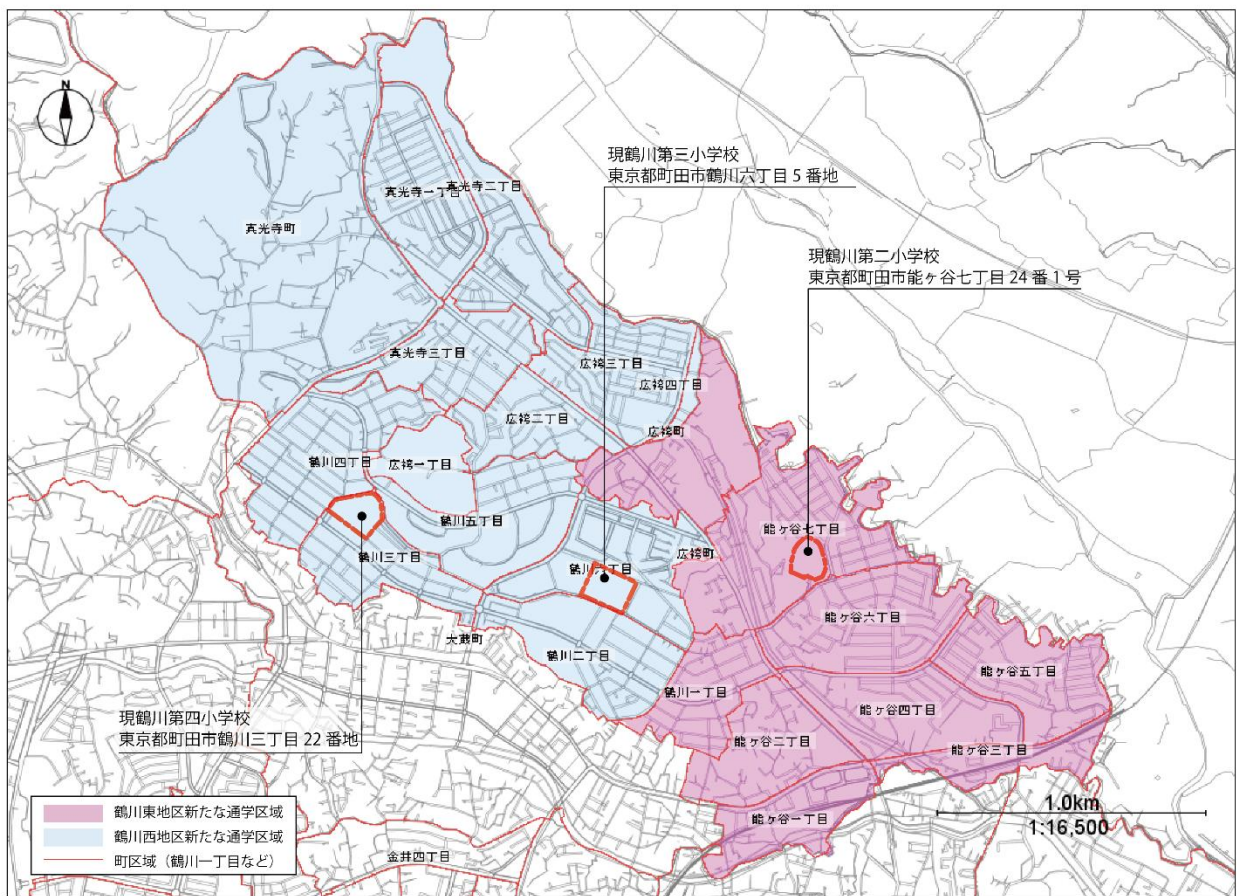 N
現鶴川第三小学校
東京都町田市鶴川六丁目5番地
真光寺一丁目
真光寺二丁目
真光寺町
現鶴川第二小学校
東京都町田市能ヶ谷七丁目24番1号
真光寺三丁目
広袴三丁目
広袴四丁目
広袴二丁目
広袴町
鶴川四丁目
広袴一丁目
鶴川五丁目
能ヶ谷七丁目
鶴川三丁目
広袴町
鶴川六丁目
能ヶ谷六丁目
大蔵町
鶴川二丁目
能ヶ谷五丁目
鶴川一丁目
能ヶ谷四丁目
現鶴川第四小学校
東京都町田市鶴川三丁目22番地
能ヶ谷二丁目
能ヶ谷三丁目
鶴川東地区新たな通学区域
1.0km
能ヶ谷一丁目
1:16,500
鶴川西地区新たな通学区域
町区域（鶴川一丁目など）
金井四丁目